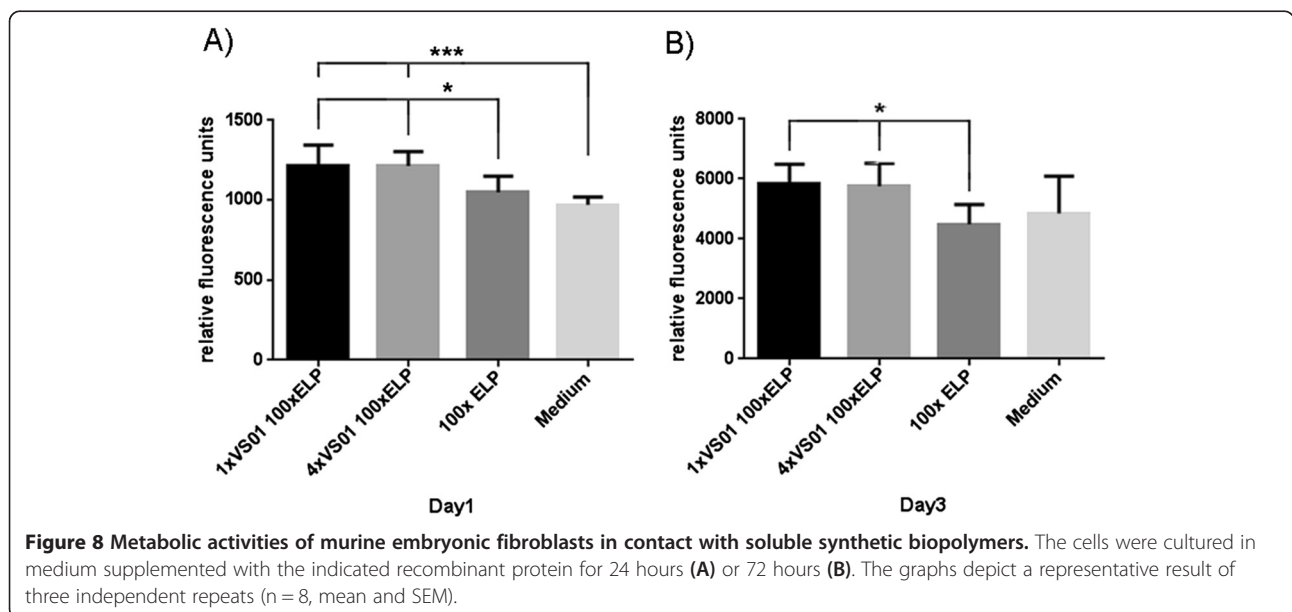 A)
***
*
relative fluorescence units
1500
1000
500
0
1xVS01 100xELP
4xVS01 100xELP
100x ELP
Medium
Day1
B)
*
relative fluorescence units
8000
6000
4000
2000
0
1xVS01 100xELP
4xVS01 100xELP
100x ELP
Medium
Day3
Figure 8 Metabolic activities of murine embryonic fibroblasts in contact with soluble synthetic biopolymers. The cells were cultured in
medium supplemented with the indicated recombinant protein for 24 hours (A) or 72 hours (B). The graphs depict a representative result of
three independent repeats (n = 8, mean and SEM).